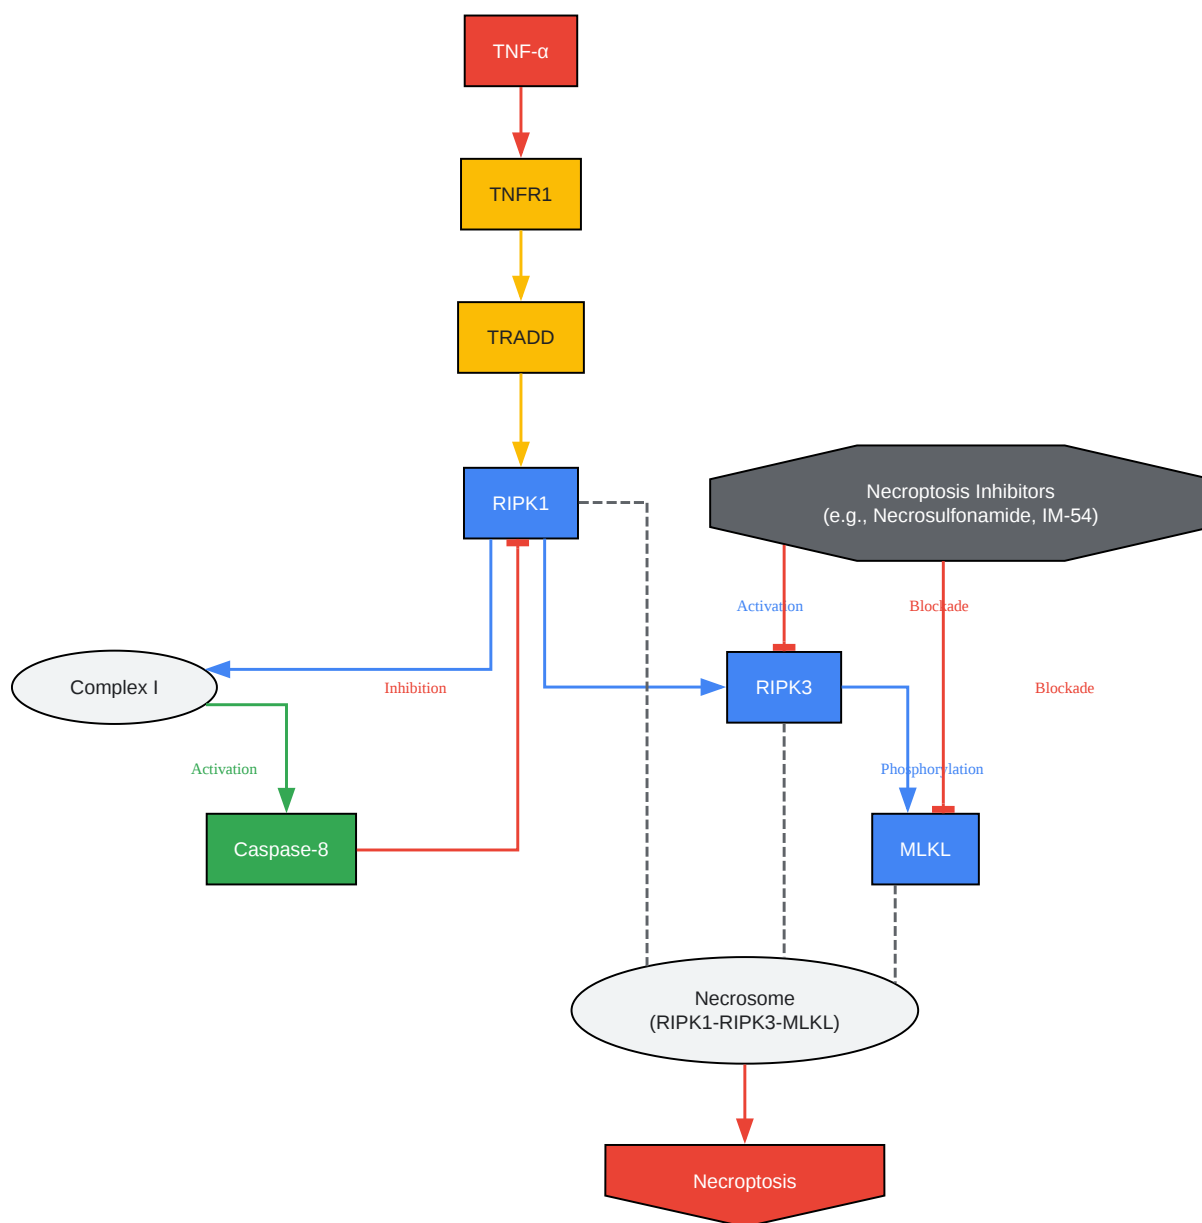 TNF-α
TNFR1
TRADD
RIPK1
Necroptosis Inhibitors
(e.g., Necrosulfonamide, IM-54)
Activation
Blockade
Complex I
Inhibition
RIPK3
Blockade
Activation
Phosphorylation
Caspase-8
MLKL
Necrosome
(RIPK1-RIPK3-MLKL)
Necroptosis